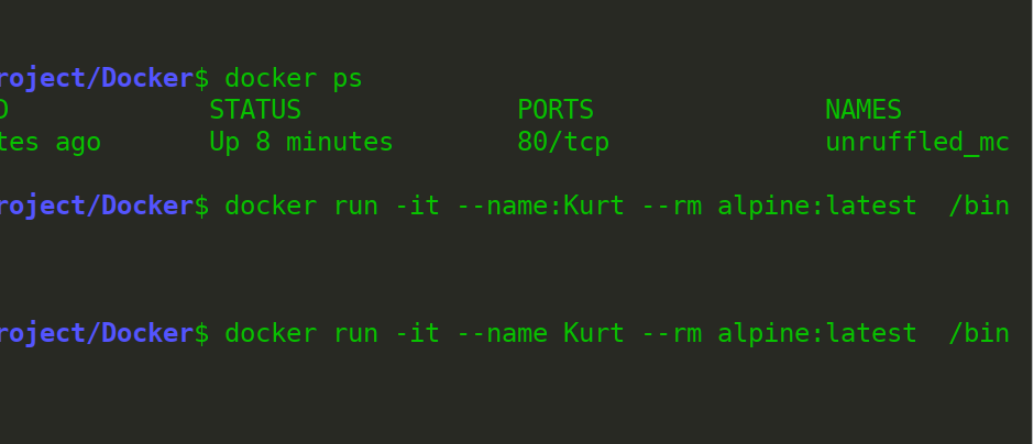 roject/Docker$ docker ps
STATUS PORTS NAMES
tes ago Up 8 minutes 80/tcp unruffled_mc
roject/Docker$ docker run -it --name:Kurt --rm alpine:latest  /bin
roject/Docker$ docker run -it --name Kurt --rm alpine:latest  /bin